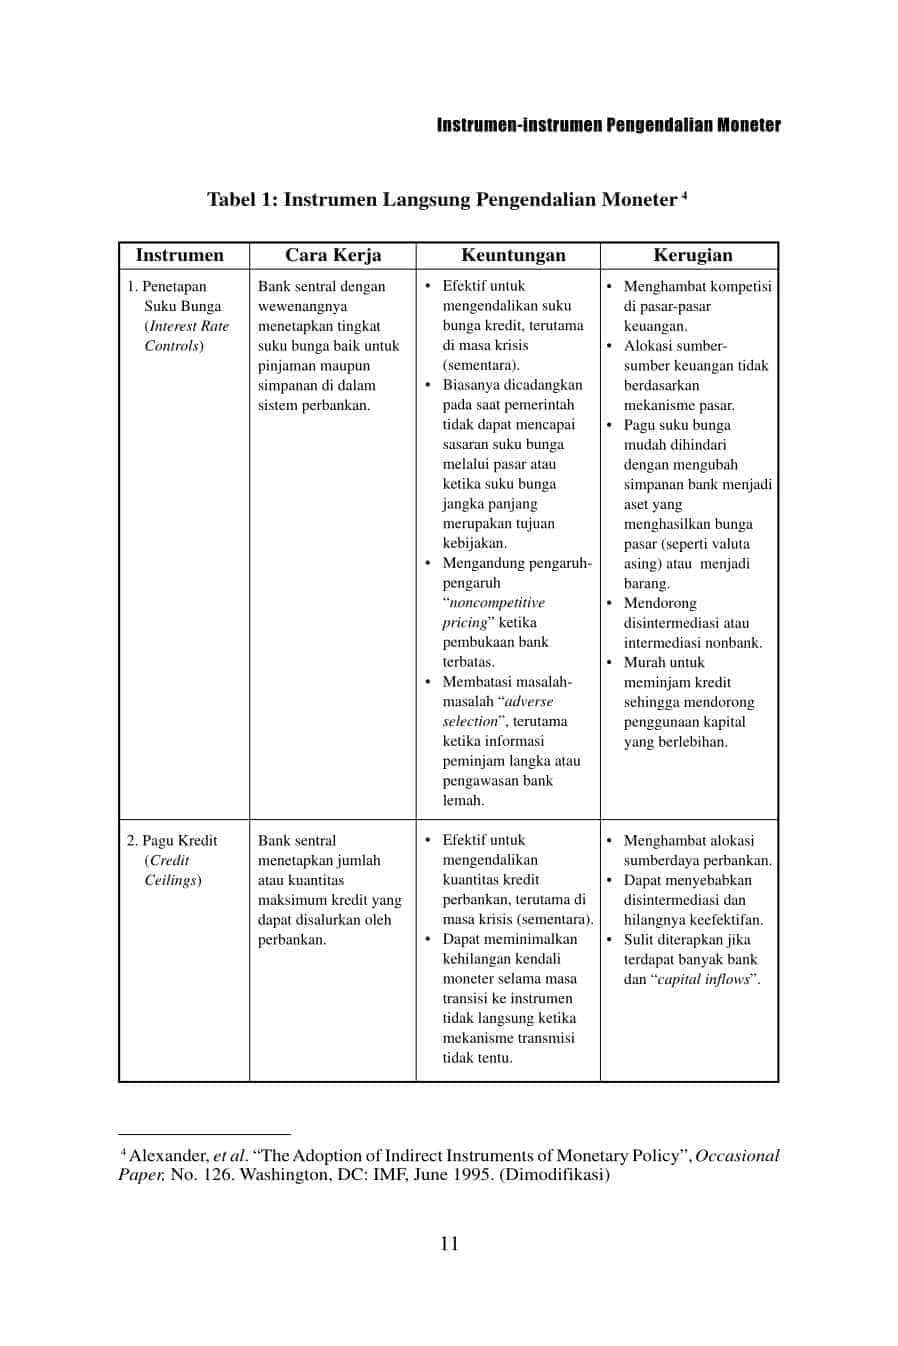 Instrumen-instrumen Pengendalian Moneter
Tabel 1: Instrumen Langsung Pengendalian Moneter 4
Instrumen
Cara Kerja
Keuntungan
Kerugian
1. Penetapan
Suku Bunga
(Interest Rate
Controls)
Bank sentral dengan
wewenangnya
menetapkan tingkat
suku bunga baik untuk
pinjaman maupun
simpanan di dalam
sistem perbankan.
• Efektif untuk
mengendalikan suku
bunga kredit, terutama
di masa krisis
(sementara).
• Biasanya dicadangkan
pada saat pemerintah
tidak dapat mencapai
sasaran suku bunga
melalui pasar atau
ketika suku bunga
jangka panjang
merupakan tujuan
kebijakan.
• Mengandung pengaruh-
pengaruh
“noncompetitive
pricing” ketika
pembukaan bank
terbatas.
• Membatasi masalah-
masalah “adverse
selection”, terutama
ketika informasi
peminjam langka atau
pengawasan bank
lemah.
• Menghambat kompetisi
di pasar-pasar
keuangan.
• Alokasi sumber-
sumber keuangan tidak
berdasarkan
mekanisme pasar.
• Pagu suku bunga
mudah dihindari
dengan mengubah
simpanan bank menjadi
aset yang
menghasilkan bunga
pasar (seperti valuta
asing) atau menjadi
barang.
• Mendorong
disintermediasi atau
intermediasi nonbank.
• Murah untuk
meminjam kredit
sehingga mendorong
penggunaan kapital
yang berlebihan.
2. Pagu Kredit
(Credit
Ceilings)
Bank sentral
menetapkan jumlah
atau kuantitas
maksimum kredit yang
dapat disalurkan oleh
perbankan.
• Efektif untuk
mengendalikan
kuantitas kredit
perbankan, terutama di
masa krisis (sementara).
• Dapat meminimalkan
kehilangan kendali
moneter selama masa
transisi ke instrumen
tidak langsung ketika
mekanisme transmisi
tidak tentu.
• Menghambat alokasi
sumberdaya perbankan.
• Dapat menyebabkan
disintermediasi dan
hilangnya keefektifan.
• Sulit diterapkan jika
terdapat banyak bank
dan “capital inflows”.
4 Alexander, et al. “The Adoption of Indirect Instruments of Monetary Policy”, Occasional
Paper, No. 126. Washington, DC: IMF, June 1995. (Dimodifikasi)
11